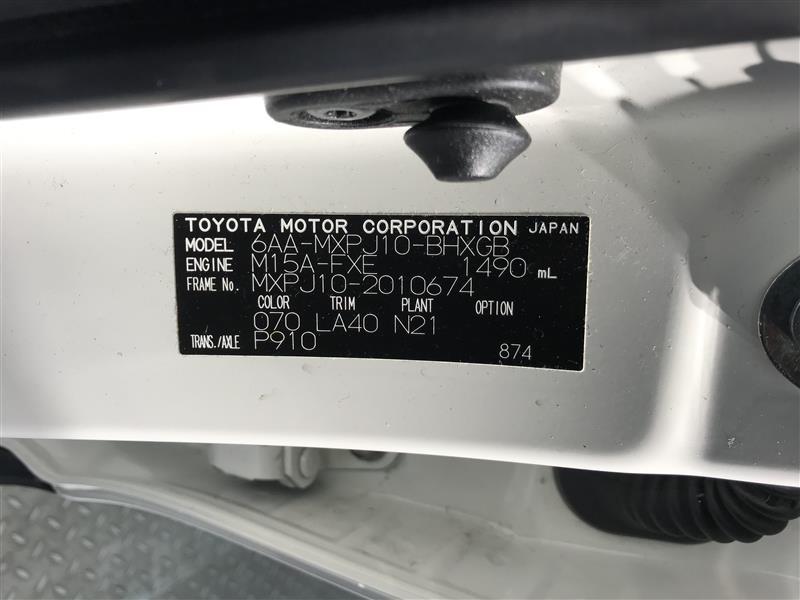 TOYOTA MOTOR CORPORATION JAPAN
MODEL 6AA-MXPJ10-BHXGB
ENGINE M15A-FXE 1490 mL
FRAME No. MXPJ10-2010674
COLOR TRIM PLANT OPTION
070 LA40 N21
TRANS./AXLE P910
874